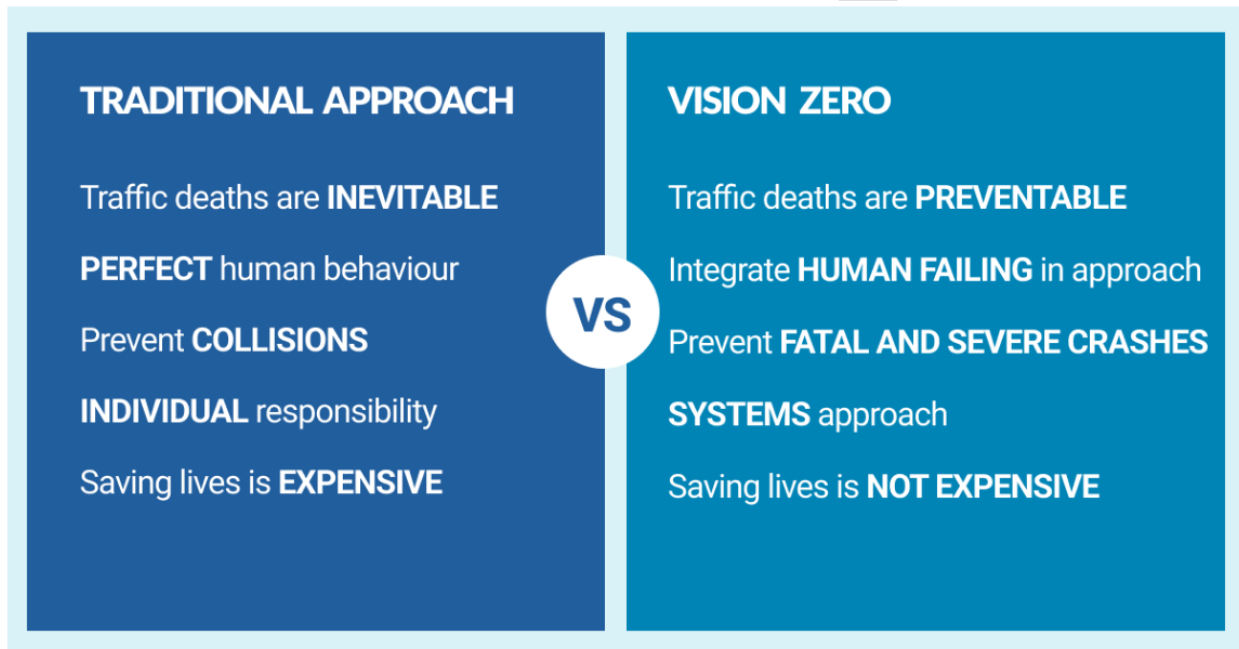 TRADITIONAL APPROACH
Traffic deaths are INEVITABLE
PERFECT human behaviour
Prevent COLLISIONS
INDIVIDUAL responsibility
Saving lives is EXPENSIVE
VS
VISION ZERO
Traffic deaths are PREVENTABLE
Integrate HUMAN FAILING in approach
Prevent FATAL AND SEVERE CRASHES
SYSTEMS approach
Saving lives is NOT EXPENSIVE